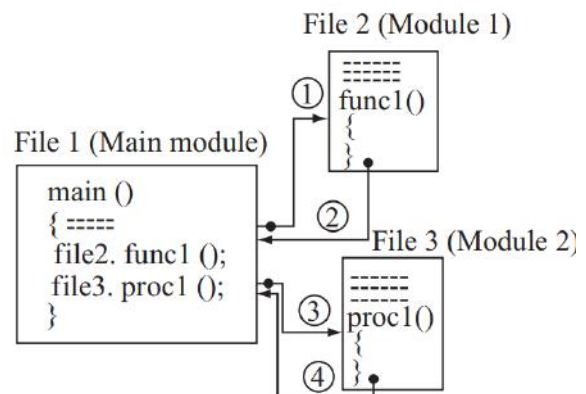 File 2 (Module 1)
======
======
func1()
{
}
①
②
File 1 (Main module)
main ()
{ =====
file2. func1 ();
file3. proc1 ();
}
File 3 (Module 2)
------
------
------
proc1()
{
}
③
④